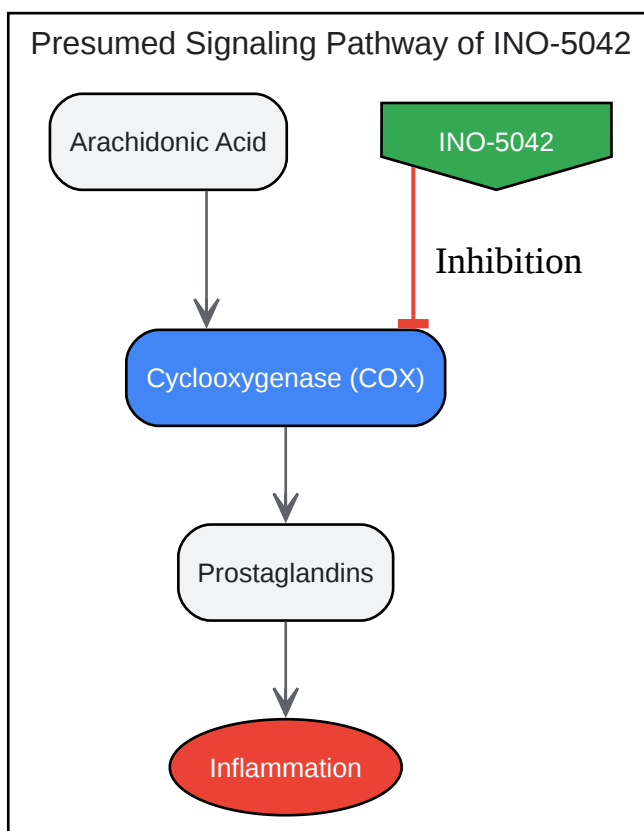 Presumed Signaling Pathway of INO-5042
Arachidonic Acid
INO-5042
Inhibition
Cyclooxygenase (COX)
Prostaglandins
Inflammation